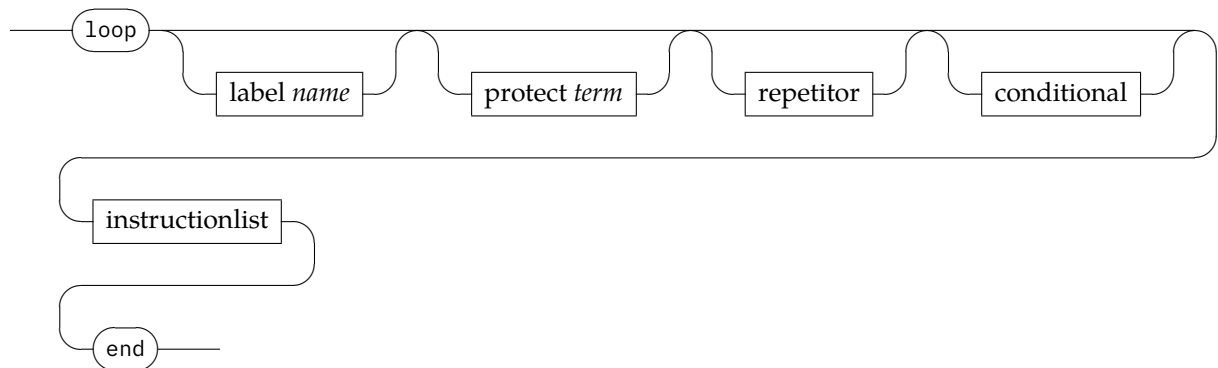 loop
label name protect term repetitor conditional
instructionlist
end